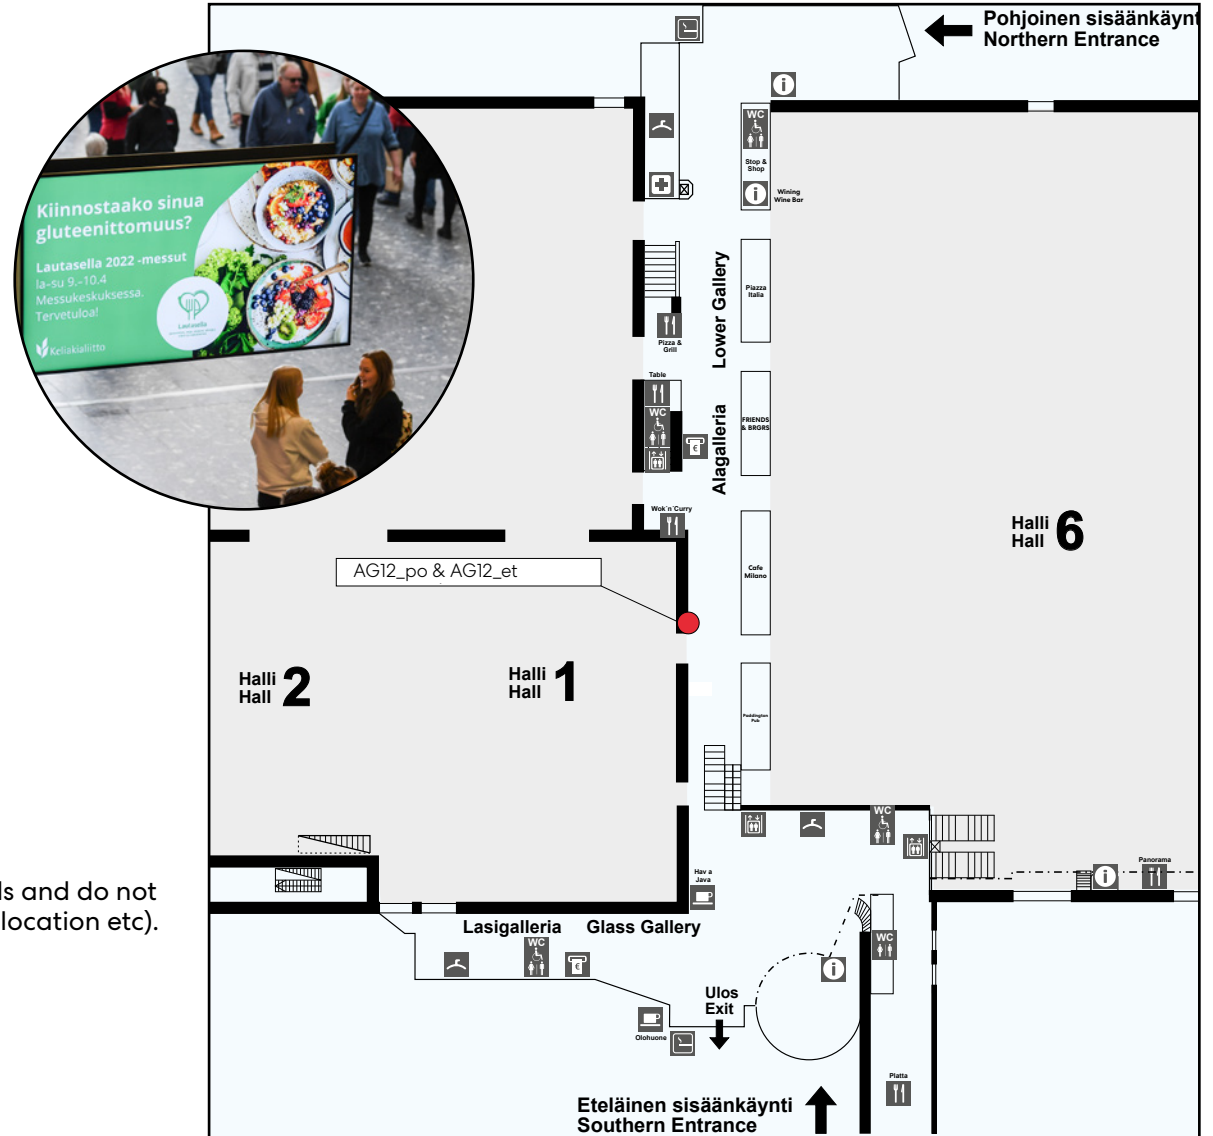 Pohjoinen sisäänkäynt
Northern Entrance
WC
Stop &
Shop
Wining
Wine Bar
Kiinnostaako sinua
gluteenittomuus?
Lautasella 2022 -messut
la-su 9.–10.4
Messukeskuksessa.
Tervetuloa!
Lautasella
Keliakialiitto
Piazza
Italia
Lower Gallery
Alagalleria
Pizza &
Grill
Table
WC
€
FRIENDS
& BRGRS
Wok´n´Curry
Halli
Hall 6
AG12_po & AG12_et
Cafe
Milano
Halli
Hall 2
Halli
Hall 1
Paddington
Pub
WC
Panorama
Hav a
Java
ls and do not
location etc).
Lasigalleria
Glass Gallery
WC
€
WC
Ulos
Exit
Olohuone
Platta
Eteläinen sisäänkäynti
Southern Entrance